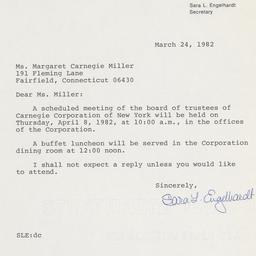 Sara L. Engelhardt
Secretary
March 24, 1982
Ms. Margaret Carnegie Miller
191 Fleming Lane
Fairfield, Connecticut 06430
Dear Ms. Miller:
A scheduled meeting of the board of trustees of
Carnegie Corporation of New York will be held on
Thursday, April 8, 1982, at 10:00 a.m., in the offices
of the Corporation.
A buffet luncheon will be served in the Corporation
dining room at 12:00 noon.
I shall not expect a reply unless you would like
to attend.
Sincerely,
Sara L. Engelhardt
SLE:dc